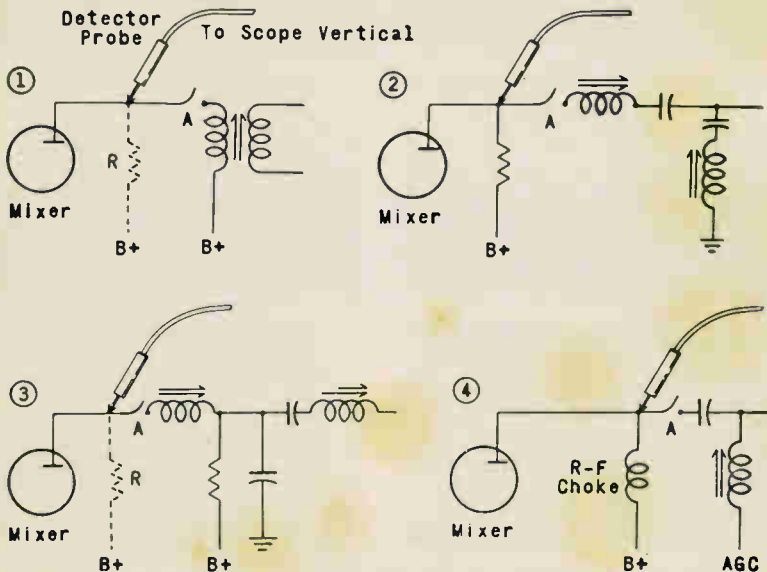 Detector
Probe
To Scope Vertical
①
A
R
Mixer
B+
B+
②
A
Mixer
B+
③
A
R
Mixer
B+
B+
④
A
R-F
Choke
Mixer
B+
AGC